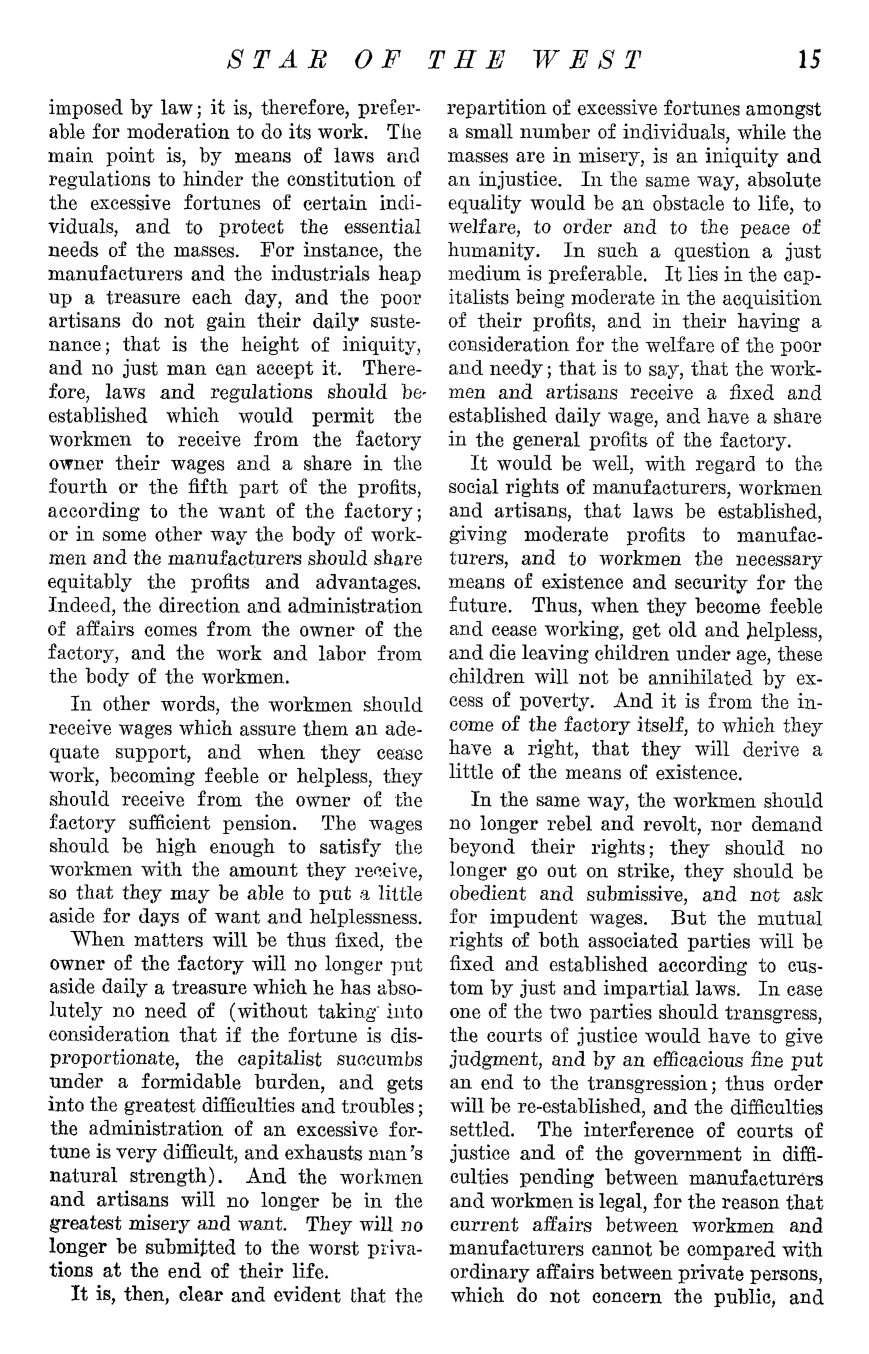 STAR OF THE WEST 15
imposed by law; it is, therefore, prefer-
able for moderation to do its work. The
main point is, by means of laws and
regulations to hinder the constitution of
the excessive fortunes of certain indi-
viduals, and to protect the essential
needs of the masses. For instance, the
manufacturers and the industrials heap
up a treasure each day, and the poor
artisans do not gain their daily suste-
nance; that is the height of iniquity,
and no just man can accept it. There-
fore, laws and regulations should be
established which would permit the
workmen to receive from the factory
owner their wages and a share in the
fourth or the fifth part of the profits,
according to the want of the factory;
or in some other way the body of work-
men and the manufacturers should share
equitably the profits and advantages.
Indeed, the direction and administration
of affairs comes from the owner of the
factory, and the work and labor from
the body of the workmen.
In other words, the workmen should
receive wages which assure them an ade-
quate support, and when they cease
work, becoming feeble or helpless, they
should receive from the owner of the
factory sufficient pension. The wages
should be high enough to satisfy the
workmen with the amount they receive,
so that they may be able to put a little
aside for days of want and helplessness.
When matters will be thus fixed, the
owner of the factory will no longer put
aside daily a treasure which he has abso-
lutely no need of (without taking into
consideration that if the fortune is dis-
proportionate, the capitalist succumbs
under a formidable burden, and gets
into the greatest difficulties and troubles;
the administration of an excessive for-
tune is very difficult, and exhausts man's
natural strength). And the workmen
and artisans will no longer be in the
greatest misery and want. They will no
longer be submitted to the worst priva-
tions at the end of their life.
It is, then, clear and evident that the
repartition of excessive fortunes amongst
a small number of individuals, while the
masses are in misery, is an iniquity and
an injustice. In the same way, absolute
equality would be an obstacle to life, to
welfare, to order and to the peace of
humanity. In such a question a just
medium is preferable. It lies in the cap-
italists being moderate in the acquisition
of their profits, and in their having a
consideration for the welfare of the poor
and needy; that is to say, that the work-
men and artisans receive a fixed and
established daily wage, and have a share
in the general profits of the factory.
It would be well, with regard to the
social rights of manufacturers, workmen
and artisans, that laws be established,
giving moderate profits to manufac-
turers, and to workmen the necessary
means of existence and security for the
future. Thus, when they become feeble
and cease working, get old and helpless,
and die leaving children under age, these
children will not be annihilated by ex-
cess of poverty. And it is from the in-
come of the factory itself, to which they
have a right, that they will derive a
little of the means of existence.
In the same way, the workmen should
no longer rebel and revolt, nor demand
beyond their rights; they should no
longer go out on strike, they should be
obedient and submissive, and not ask
for impudent wages. But the mutual
rights of both associated parties will be
fixed and established according to cus-
tom by just and impartial laws. In case
one of the two parties should transgress,
the courts of justice would have to give
judgment, and by an efficacious fine put
an end to the transgression; thus order
will be re-established, and the difficulties
settled. The interference of courts of
justice and of the government in diffi-
culties pending between manufacturers
and workmen is legal, for the reason that
current affairs between workmen and
manufacturers cannot be compared with
ordinary affairs between private persons,
which do not concern the public, and